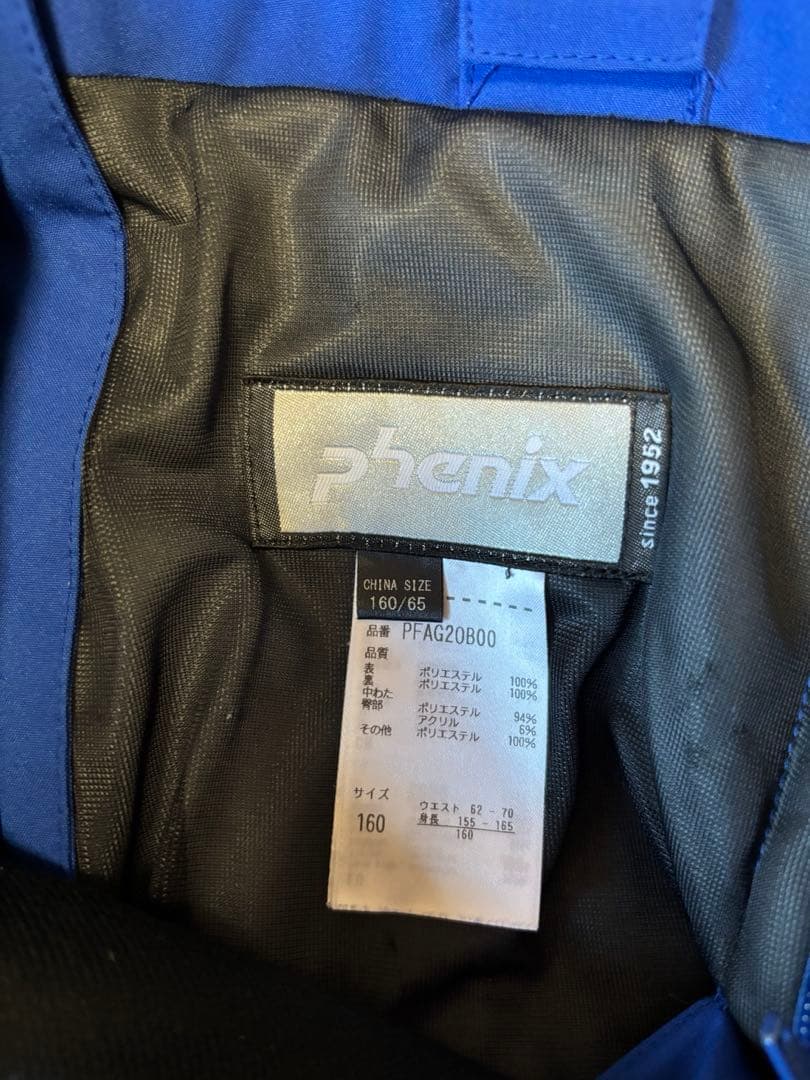 phenix
since 1952
CHINA SIZE
160/65
品番 PFAG20B00
品質
表 ポリエステル 100%
裏 ポリエステル 100%
中わた
臀部 ポリエステル 94%
アクリル 6%
その他 ポリエステル 100%
サイズ
160
ウエスト 62 - 70
身長 155 - 165
160